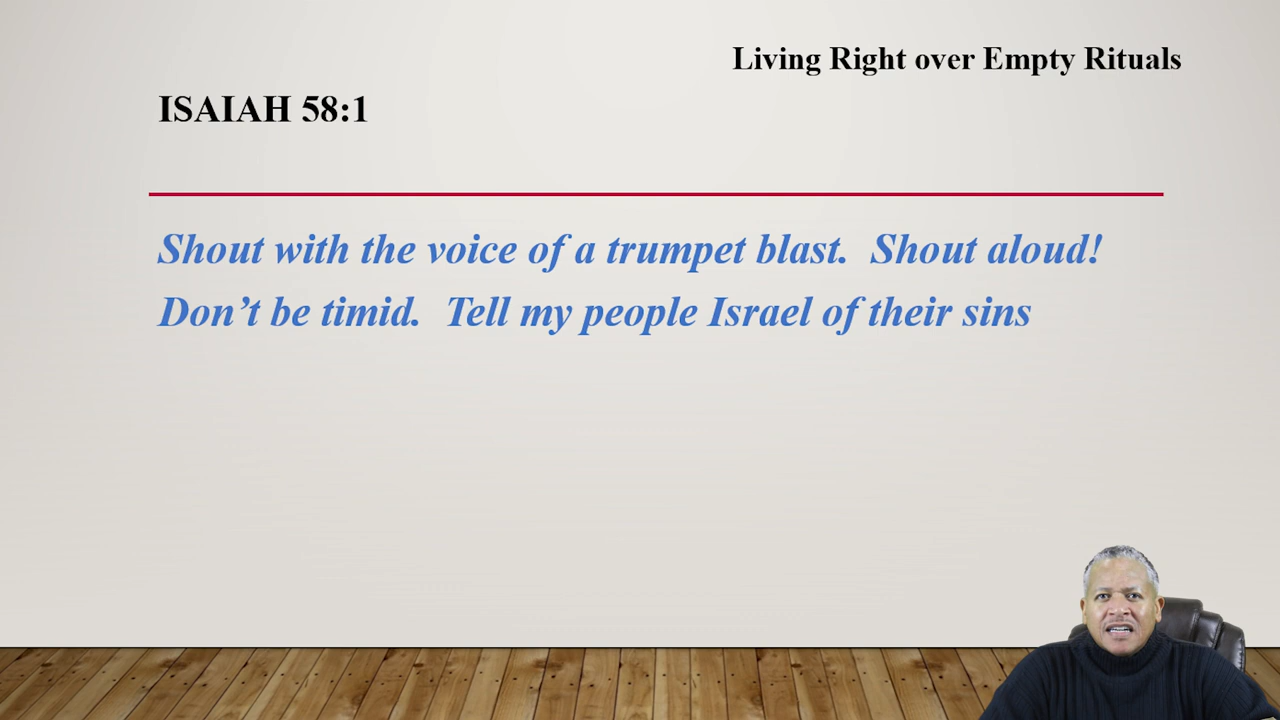 Living Right over Empty Rituals
ISAIAH 58:1
Shout with the voice of a trumpet blast.  Shout aloud!
Don’t be timid.  Tell my people Israel of their sins